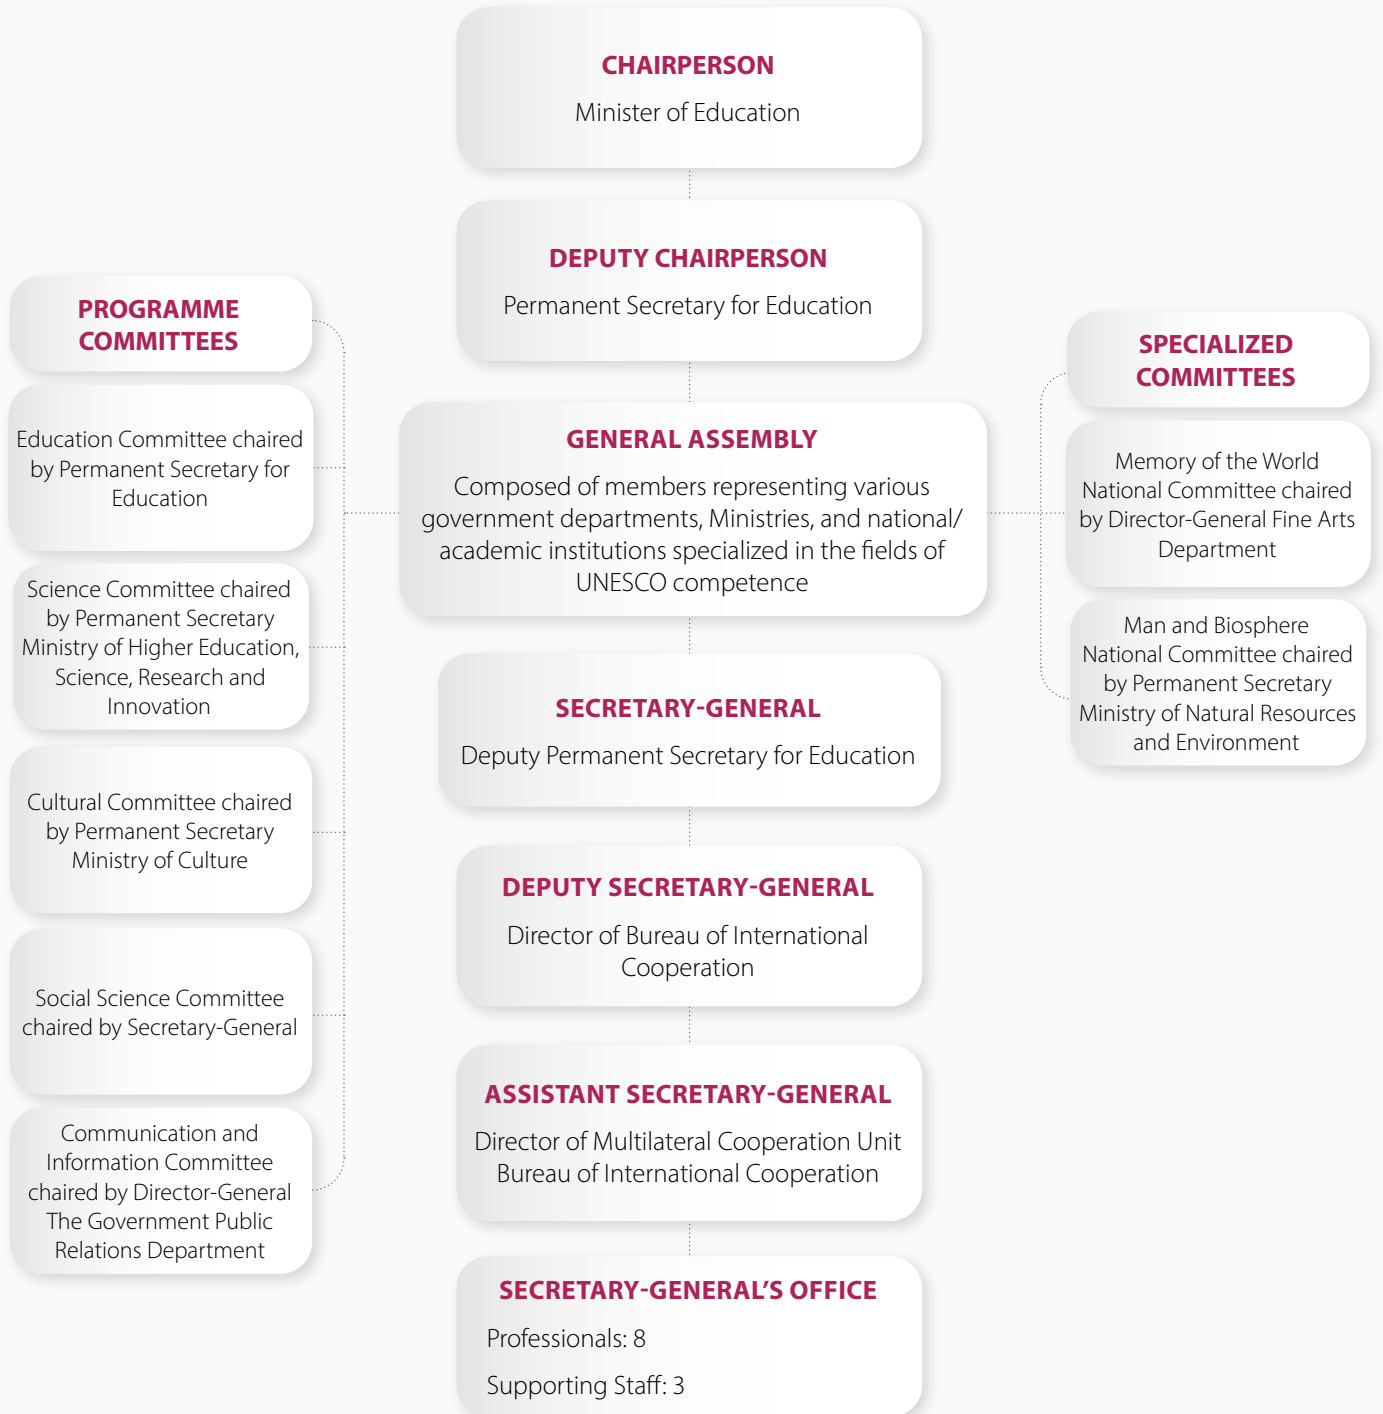 CHAIRPERSON
Minister of Education
DEPUTY CHAIRPERSON
Permanent Secretary for Education
PROGRAMME
COMMITTEES
Education Committee chaired
by Permanent Secretary for
Education
Science Committee chaired
by Permanent Secretary
Ministry of Higher Education,
Science, Research and
Innovation
Cultural Committee chaired
by Permanent Secretary
Ministry of Culture
Social Science Committee
chaired by Secretary-General
Communication and
Information Committee
chaired by Director-General
The Government Public
Relations Department
GENERAL ASSEMBLY
Composed of members representing various
government departments, Ministries, and national/
academic institutions specialized in the fields of
UNESCO competence
SPECIALIZED
COMMITTEES
Memory of the World
National Committee chaired
by Director-General Fine Arts
Department
Man and Biosphere
National Committee chaired
by Permanent Secretary
Ministry of Natural Resources
and Environment
SECRETARY-GENERAL
Deputy Permanent Secretary for Education
DEPUTY SECRETARY-GENERAL
Director of Bureau of International
Cooperation
ASSISTANT SECRETARY-GENERAL
Director of Multilateral Cooperation Unit
Bureau of International Cooperation
SECRETARY-GENERAL'S OFFICE
Professionals: 8
Supporting Staff: 3